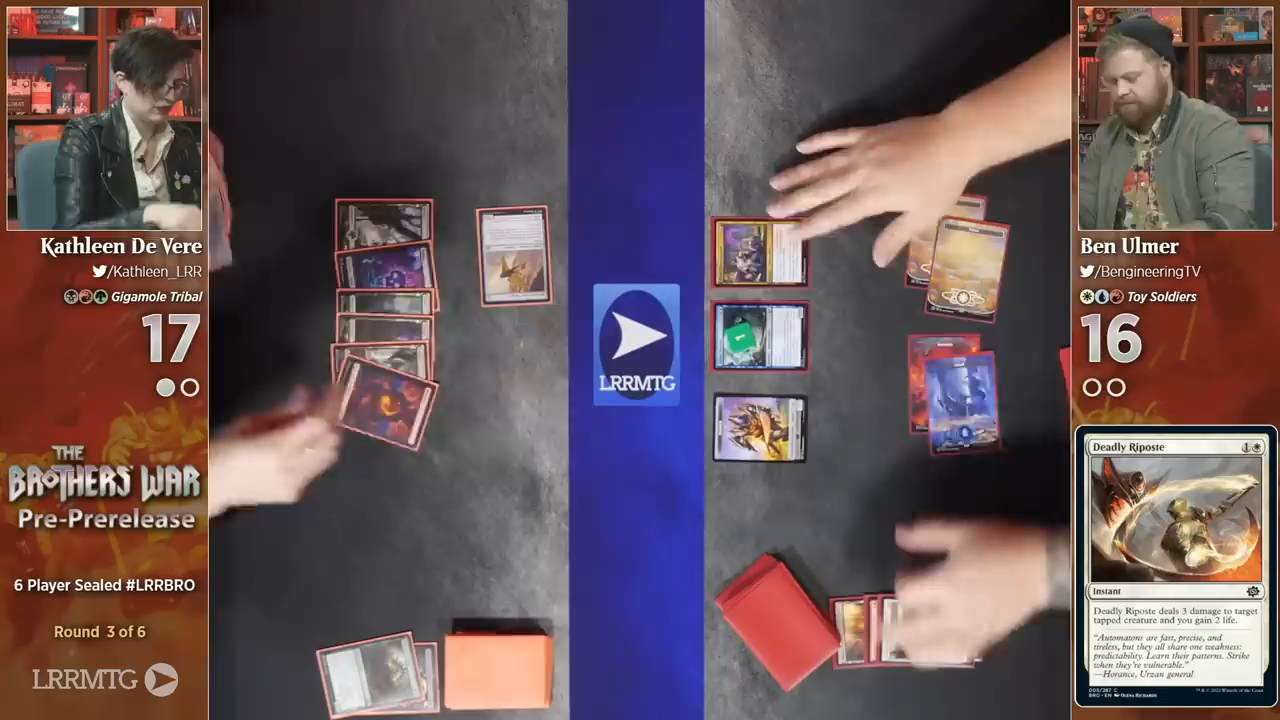 Kathleen De Vere
/Kathleen_LRR
Gigamole Tribal
17
THE
BROTHERS' WAR
Pre-Prerelease
6 Player Sealed #LRRBRO
Round 3 of 6
LRRMTG
LRRMTG
Ben Ulmer
/BengineeringTV
Toy Soldiers
16
Deadly Riposte 1
Instant
Deadly Riposte deals 3 damage to target
tapped creature and you gain 2 life.
"Automatons are fast, precise, and
tireless, but they all share one weakness:
predictability. Learn their patterns. Strike
when they're vulnerable."
—Horance, Urzan general
1